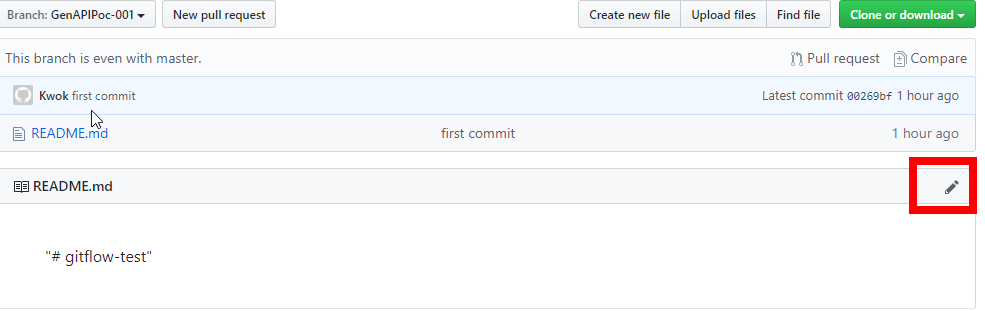 Branch: GenAPIPoc-001 New pull request Create new file Upload files Find file Clone or download
This branch is even with master. Pull request Compare
Kwok first commit Latest commit 00269bf 1 hour ago
README.md first commit 1 hour ago
README.md
"# gitflow-test"